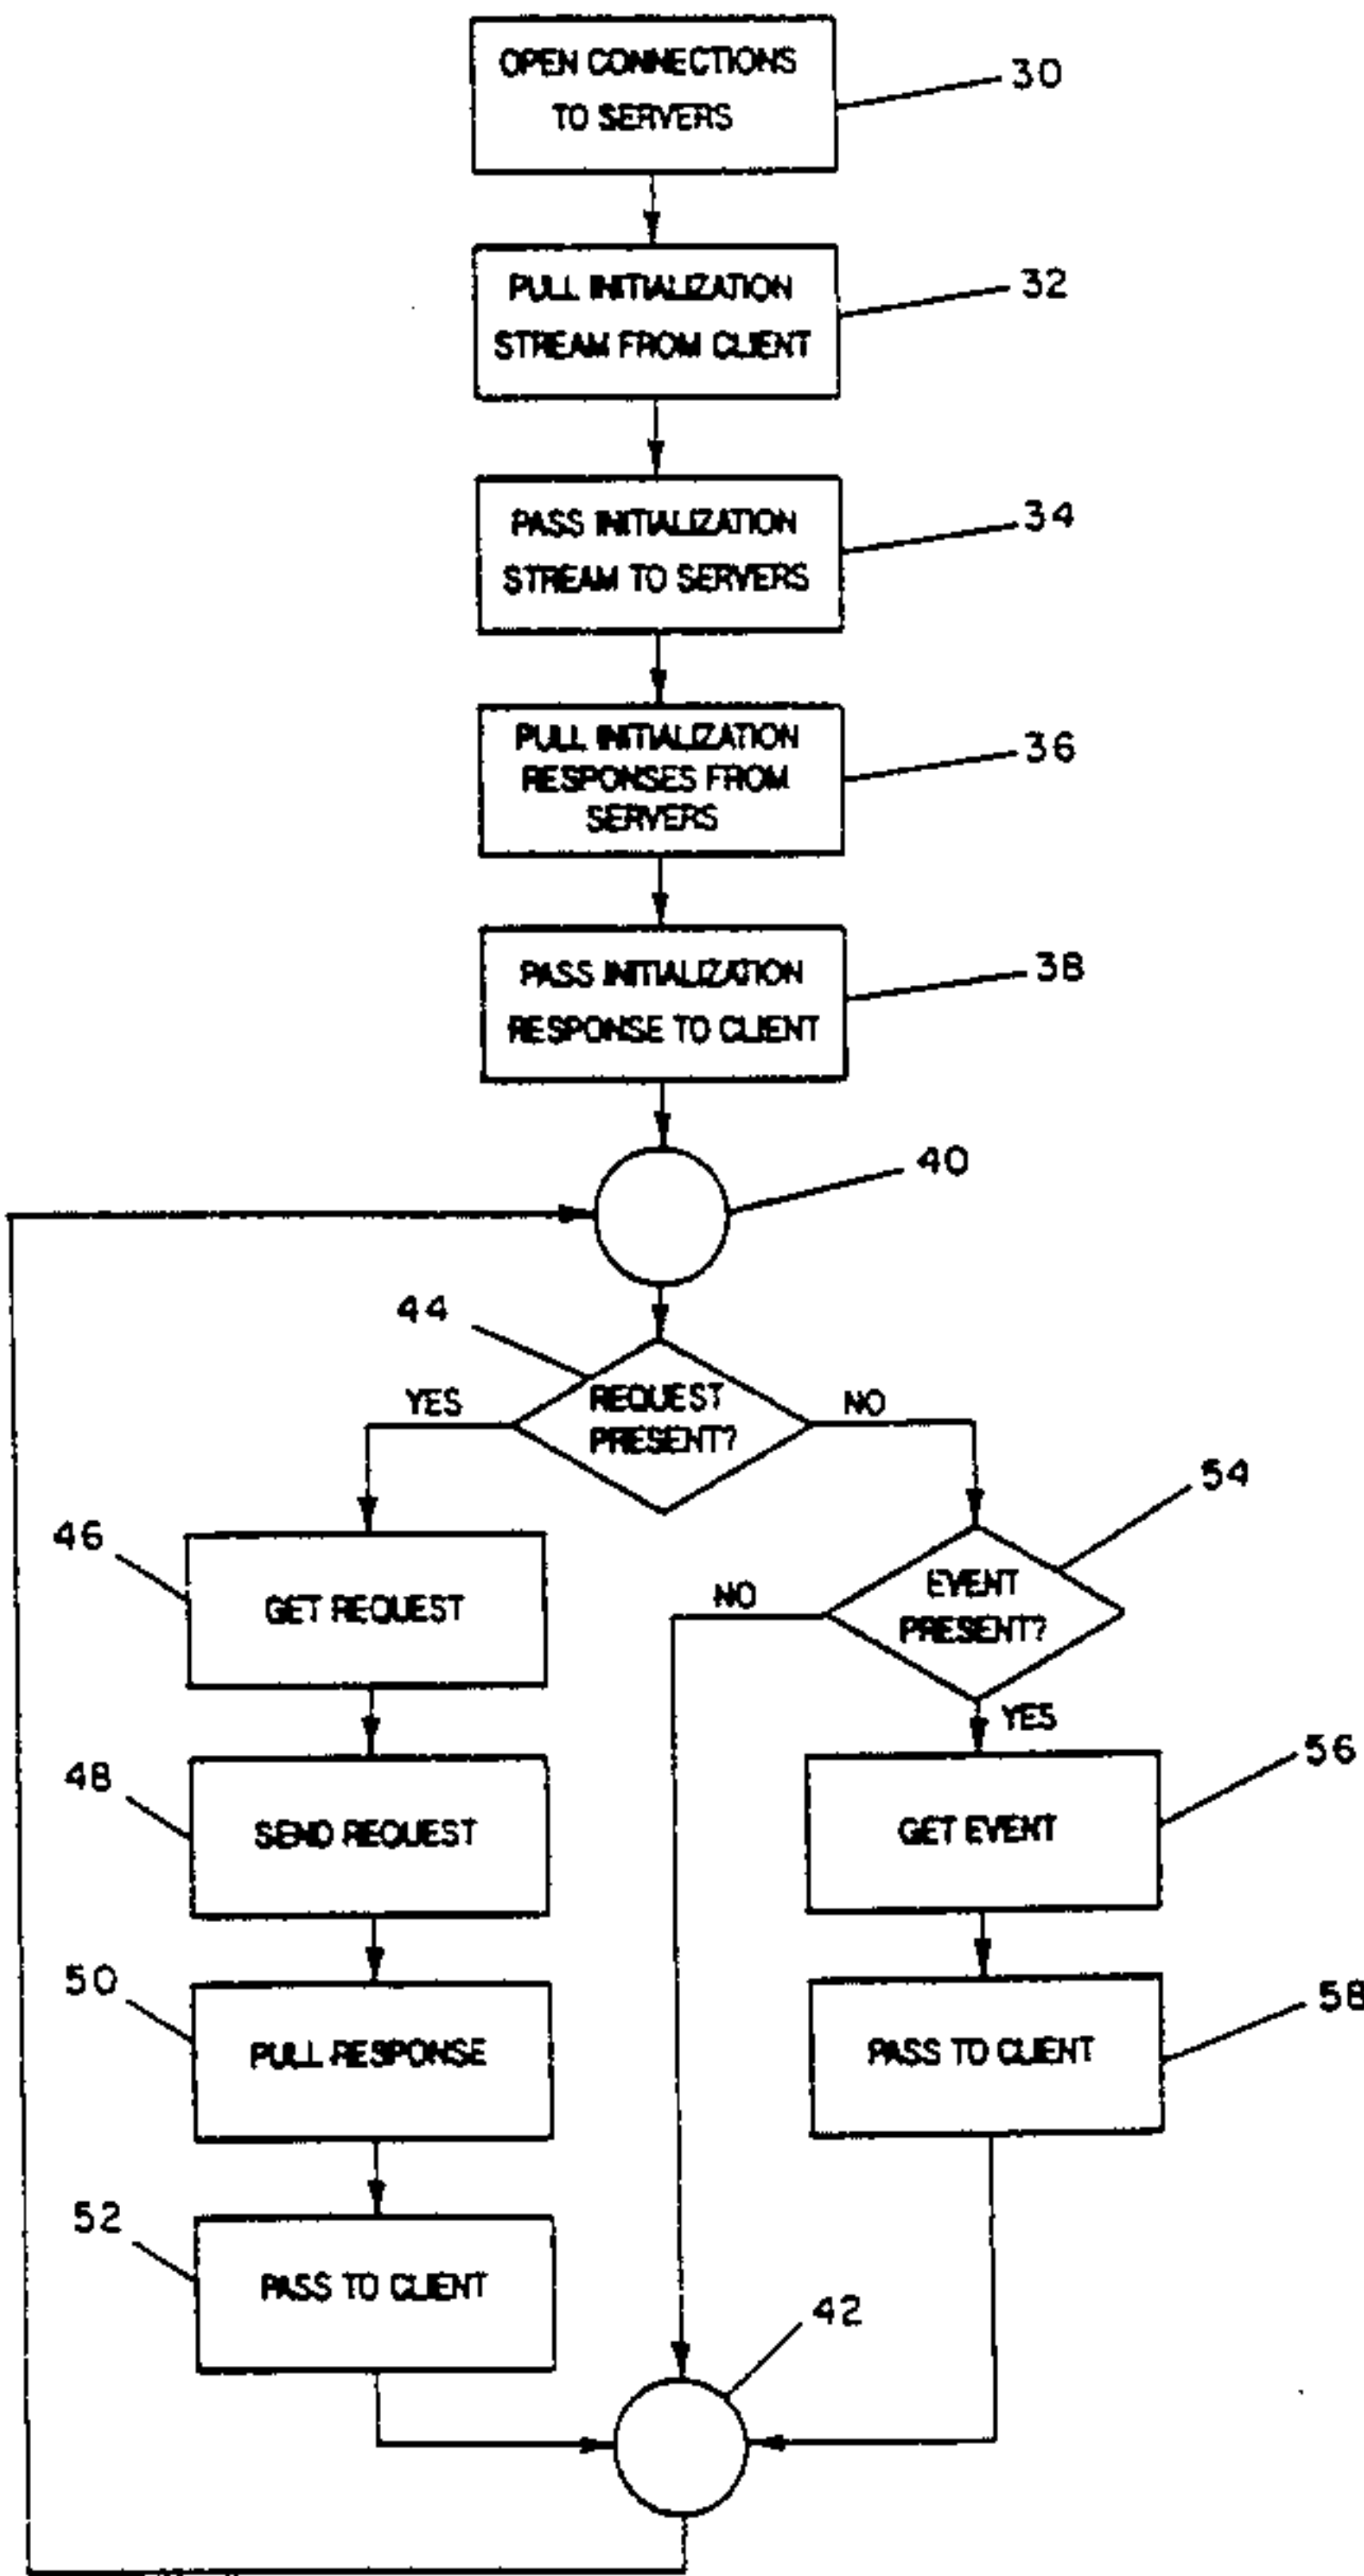 OPEN CONNECTIONS
TO SERVERS
30
PULL INITIALIZATION
STREAM FROM CLIENT
32
PASS INITIALIZATION
STREAM TO SERVERS
34
PULL INITIALIZATION
RESPONSES FROM
SERVERS
36
PASS INITIALIZATION
RESPONSE TO CLIENT
38
40
44
YES
REQUEST
PRESENT?
NO
54
46
GET REQUEST
NO
EVENT
PRESENT?
YES
48
SEND REQUEST
56
GET EVENT
50
PULL RESPONSE
58
PASS TO CLIENT
52
PASS TO CLIENT
42